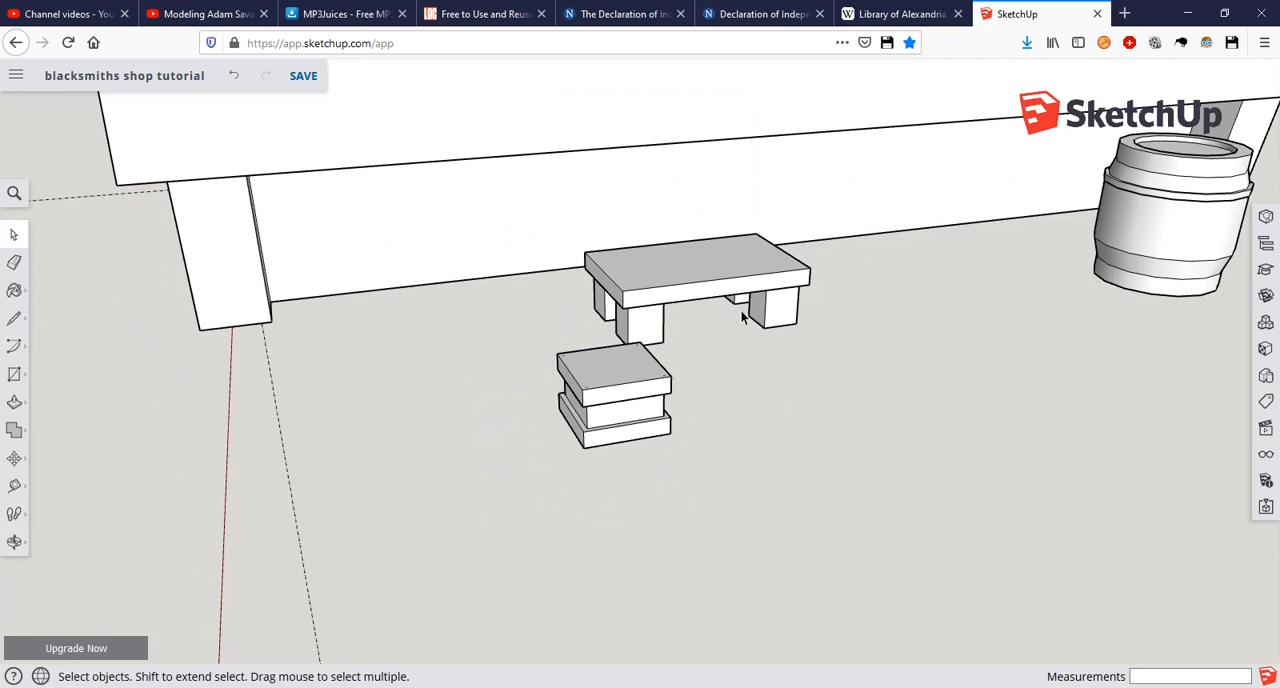 Channel videos - You
Modeling Adam Sava
MP3Juices - Free MP
Free to Use and Reus
The Declaration of In
Declaration of Indepe
Library of Alexandria
SketchUp
https://app.sketchup.com/app
blacksmiths shop tutorial
SAVE
SketchUp
Upgrade Now
Select objects. Shift to extend select. Drag mouse to select multiple.
Measurements